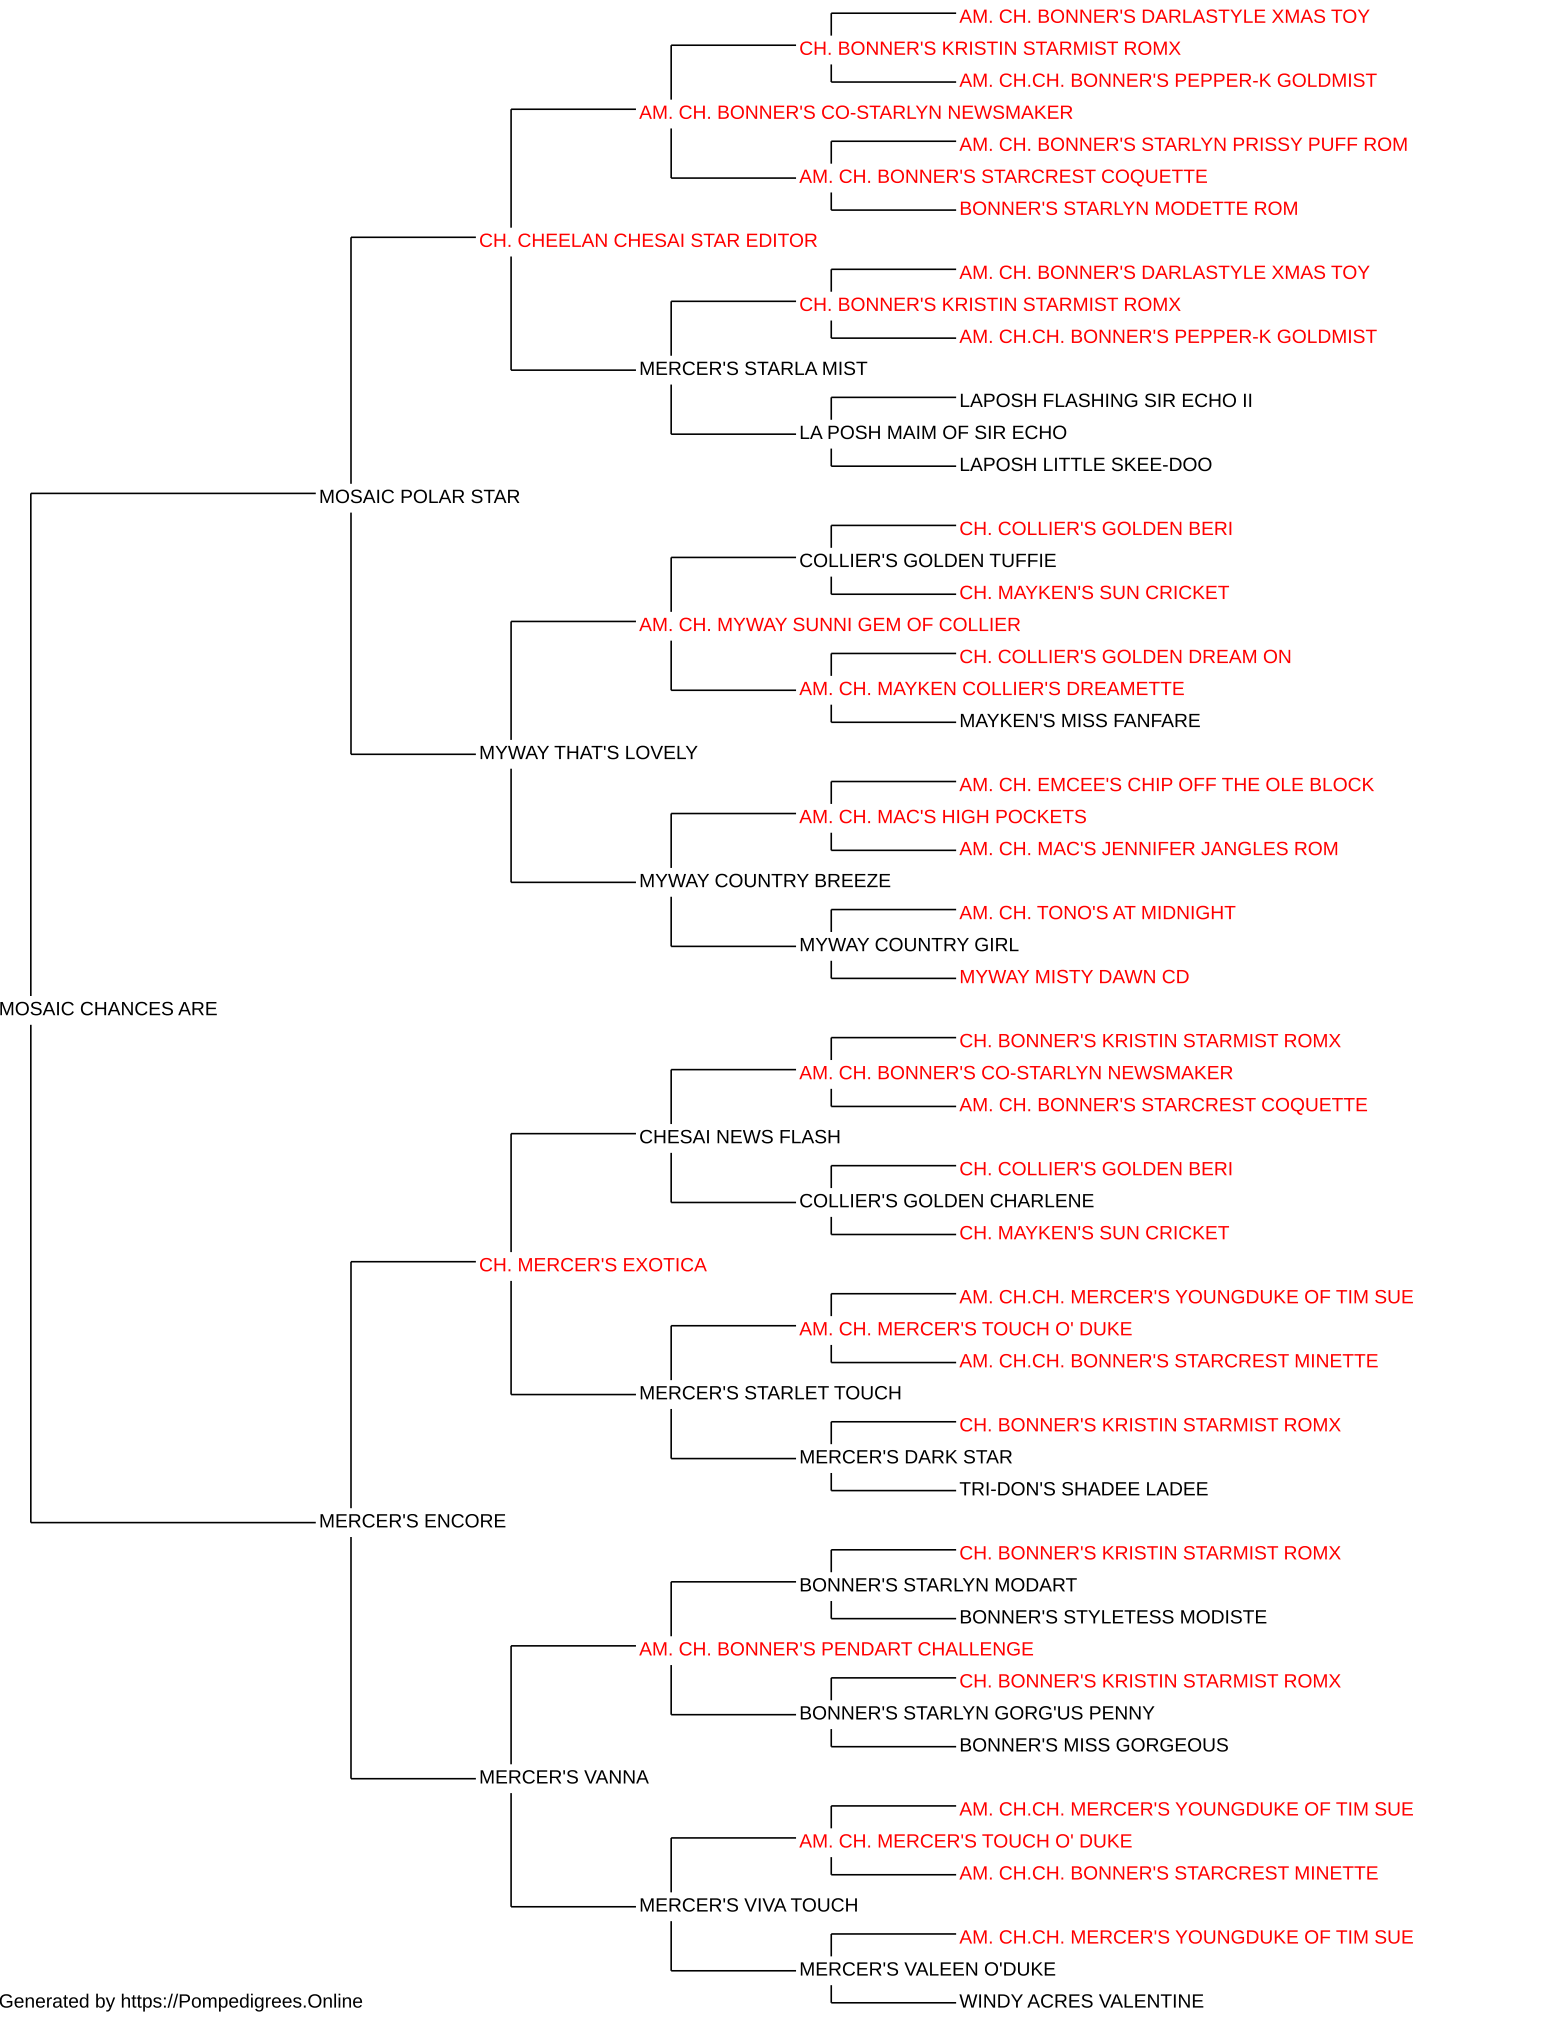 AM. CH. BONNER'S DARLASTYLE XMAS TOY
CH. BONNER'S KRISTIN STARMIST ROMX
AM. CH.CH. BONNER'S PEPPER-K GOLDMIST
AM. CH. BONNER'S CO-STARLYN NEWSMAKER
AM. CH. BONNER'S STARLYN PRISSY PUFF ROM
AM. CH. BONNER'S STARCREST COQUETTE
BONNER'S STARLYN MODETTE ROM
CH. CHEELAN CHESAI STAR EDITOR
AM. CH. BONNER'S DARLASTYLE XMAS TOY
CH. BONNER'S KRISTIN STARMIST ROMX
AM. CH.CH. BONNER'S PEPPER-K GOLDMIST
MERCER'S STARLA MIST
LAPOSH FLASHING SIR ECHO II
LA POSH MAIM OF SIR ECHO
LAPOSH LITTLE SKEE-DOO
MOSAIC POLAR STAR
CH. COLLIER'S GOLDEN BERI
COLLIER'S GOLDEN TUFFIE
CH. MAYKEN'S SUN CRICKET
AM. CH. MYWAY SUNNI GEM OF COLLIER
CH. COLLIER'S GOLDEN DREAM ON
AM. CH. MAYKEN COLLIER'S DREAMETTE
MAYKEN'S MISS FANFARE
MYWAY THAT'S LOVELY
AM. CH. EMCEE'S CHIP OFF THE OLE BLOCK
AM. CH. MAC'S HIGH POCKETS
AM. CH. MAC'S JENNIFER JANGLES ROM
MYWAY COUNTRY BREEZE
AM. CH. TONO'S AT MIDNIGHT
MYWAY COUNTRY GIRL
MYWAY MISTY DAWN CD
MOSAIC CHANCES ARE
CH. BONNER'S KRISTIN STARMIST ROMX
AM. CH. BONNER'S CO-STARLYN NEWSMAKER
AM. CH. BONNER'S STARCREST COQUETTE
CHESAI NEWS FLASH
CH. COLLIER'S GOLDEN BERI
COLLIER'S GOLDEN CHARLENE
CH. MAYKEN'S SUN CRICKET
CH. MERCER'S EXOTICA
AM. CH.CH. MERCER'S YOUNGDUKE OF TIM SUE
AM. CH. MERCER'S TOUCH O' DUKE
AM. CH.CH. BONNER'S STARCREST MINETTE
MERCER'S STARLET TOUCH
CH. BONNER'S KRISTIN STARMIST ROMX
MERCER'S DARK STAR
TRI-DON'S SHADEE LADEE
MERCER'S ENCORE
CH. BONNER'S KRISTIN STARMIST ROMX
BONNER'S STARLYN MODART
BONNER'S STYLETESS MODISTE
AM. CH. BONNER'S PENDART CHALLENGE
CH. BONNER'S KRISTIN STARMIST ROMX
BONNER'S STARLYN GORG'US PENNY
BONNER'S MISS GORGEOUS
MERCER'S VANNA
AM. CH.CH. MERCER'S YOUNGDUKE OF TIM SUE
AM. CH. MERCER'S TOUCH O' DUKE
AM. CH.CH. BONNER'S STARCREST MINETTE
MERCER'S VIVA TOUCH
AM. CH.CH. MERCER'S YOUNGDUKE OF TIM SUE
MERCER'S VALEEN O'DUKE
WINDY ACRES VALENTINE
Generated by https://Pompedigrees.Online